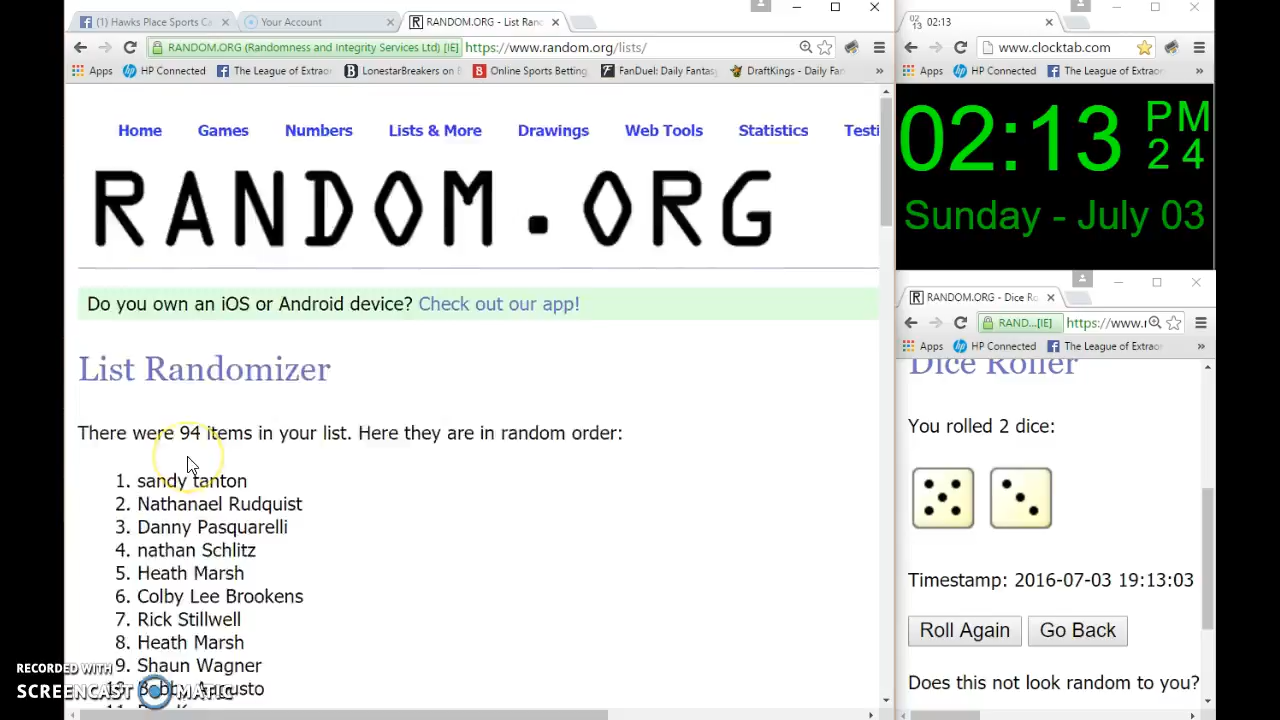 (1) Hawks Place Sports Ca
Your Account
RANDOM.ORG - List Ran
RANDOM.ORG (Randomness and Integrity Services Ltd) [IE]
https://www.random.org/lists/
Apps
HP Connected
The League of Extrao
LonestarBreakers on E
Online Sports Betting
FanDuel: Daily Fantas
DraftKings - Daily Fan
»
Home
Games
Numbers
Lists & More
Drawings
Web Tools
Statistics
Testi
RANDOM.ORG
Do you own an iOS or Android device? Check out our app!
List Randomizer
There were 94 items in your list. Here they are in random order:
1. sandy tanton
2. Nathanael Rudquist
3. Danny Pasquarelli
4. nathan Schlitz
5. Heath Marsh
6. Colby Lee Brookens
7. Rick Stillwell
8. Heath Marsh
9. Shaun Wagner
RECORDED WITH
SCREENCAST MATIC
02 13
02:13
www.clocktab.com
Apps
HP Connected
The League of Extraor
»
02:13 PM
24
Sunday - July 03
RANDOM.ORG - Dice Ro
RAND...[IE]
https://www.r
Apps
HP Connected
The League of Extrao
»
Dice Roller
You rolled 2 dice:
Timestamp: 2016-07-03 19:13:03
Roll Again
Go Back
Does this not look random to you?